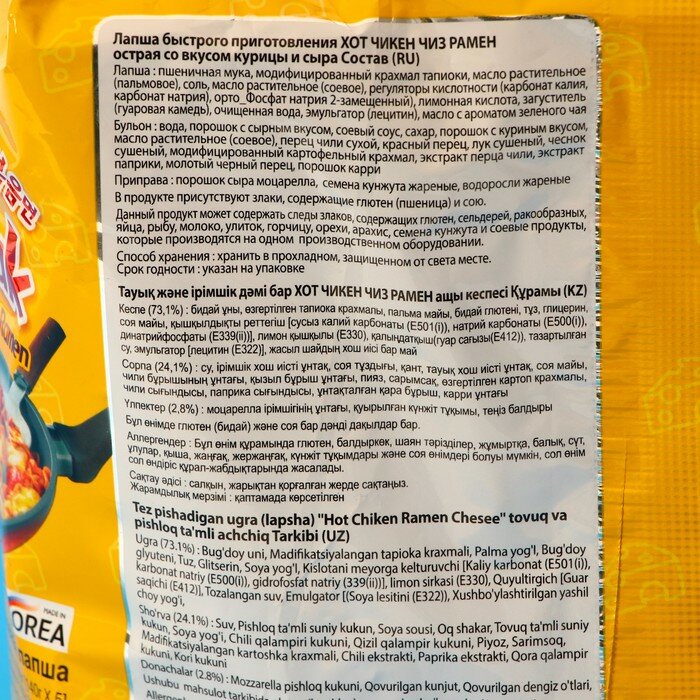 Лапша быстрого приготовления ХОТ ЧИКЕН ЧИЗ РАМЕН
острая со вкусом курицы и сыра Состав (RU)
Лапша : пшеничная мука, модифицированный крахмал тапиоки, масло растительное
(пальмовое), соль, масло растительное (соевое), регуляторы кислотности (карбонат калия,
карбонат натрия), орто_Фосфат натрия 2-замещенный), лимонная кислота, загуститель
(гуаровая камедь), очищенная вода, эмульгатор (лецитин), масло с ароматом зеленого чая
Бульон : вода, порошок с сырным вкусом, соевый соус, сахар, порошок с куриным вкусом,
масло растительное (соевое), перец чили сухой, красный перец, лук сушеный, чеснок
сушеный, модифицированный картофельный крахмал, экстракт перца чили, экстракт
паприки, молотый черный перец, порошок карри
Приправа : порошок сыра моцарелла, семена кунжута жареные, водоросли жареные
В продукте присутствуют злаки, содержащие глютен (пшеница) и сою.
Данный продукт может содержать следы злаков, содержащих глютен, сельдерей, ракообразных,
яйца, рыбу, молоко, улиток, горчицу, орехи, арахис, семена кунжута и соевые продукты,
которые производятся на одном производственном оборудовании.
Способ хранения : хранить в прохладном, защищенном от света месте.
Срок годности : указан на упаковке
Тауық және ірімшік дәмі бар ХОТ ЧИКЕН ЧИЗ РАМЕН ащы кеспесі Құрамы (KZ)
Кеспе (73,1%) : бидай ұны, өзгертілген тапиока крахмалы, пальма майы, бидай глютені, тұз, глицерин,
соя майы, қышқылдықты реттегіш [сусыз калий карбонаты (E501(i)), натрий карбонаты (E500(i)),
динатрийфосфаты (E339(ii))], лимон қышқылы (E330), қалыңдатқыш(гуар сағызы(E412)), тазартылған
су, эмульгатор [лецитин (E322)], жасыл шайдың хош иісі бар май
Сорпа (24,1%) : су, ірімшік хош иісті ұнтақ, соя тұздығы, қант, тауық хош иісті ұнтақ, соя майы,
чили бұрышының ұнтағы, қызыл бұрыш ұнтағы, пияз, сарымсақ, өзгертілген картоп крахмалы,
чили сығындысы, паприка сығындысы, ұнтақталған қара бұрыш, карри ұнтағы
Үлпектер (2,8%) : моцарелла ірімшігінің ұнтағы, қуырылған күнжіт тұқымы, теңіз балдыры
Бұл өнімде глютен (бидай) және соя бар дәнді дақылдар бар.
Аллергендер : Бұл өнім құрамында глютен, балдыркөк, шаян тәрізділер, жұмыртқа, балық, сүт,
ұлулар, қыша, жаңғақ, жержаңғақ, күнжіт тұқымдары және соя өнімдері болуы мүмкін, сол өнім
сол өндіріс құрал-жабдықтарында жасалады.
Сақтау әдісі : салқын, жарықтан қорғалған жерде сақтаңыз.
Жарамдылық мерзімі : қаптамада көрсетілген
Tez pishadigan ugra (lapsha) "Hot Chiken Ramen Chesee" tovuq va
pishloq ta'mli achchiq Tarkibi (UZ)
Ugra (73.1%) : Bug'doy uni, Madifikatsiyalangan tapioka kraxmali, Palma yog'l, Bug'doy
glyuteni, Tuz, Glitserin, Soya yog'l, Kislotani meyorga kelturuvchi [Kaliy karbonat (E501(i)),
karbonat natriy (E500(i)), gidrofosfat natriy (339(ii))], limon sirkasi (E330), Quyultirgich [Guar
saqichi (E412)], Tozalangan suv, Emulgator [(Soya lesitini (E322)), Xushbo'ylashtirilgan yashil
choy yog'i,
Sho'rva (24.1%) : Suv, Pishloq ta'mli suniy kukun, Soya sousi, Oq shakar, Tovuq ta'mli suniy
kukun, Soya yog'i, Chili qalampiri kukuni, Qizil qalampir kukuni, Piyoz, Sarimsoq,
Madifikatsiyalangan kartoshka kraxmali, Chili ekstrakti, Paprika ekstrakti, Qora qalampir
kukuni, Kori kukuni
Donachalar (2.8%) : Mozzarella pishloq kukuni, Qovurilgan kunjut, Qovurilgan dengiz o'tlari,
Ushubu mahsulot tarkibida
MADE IN
KOREA
лапша
140г х 5